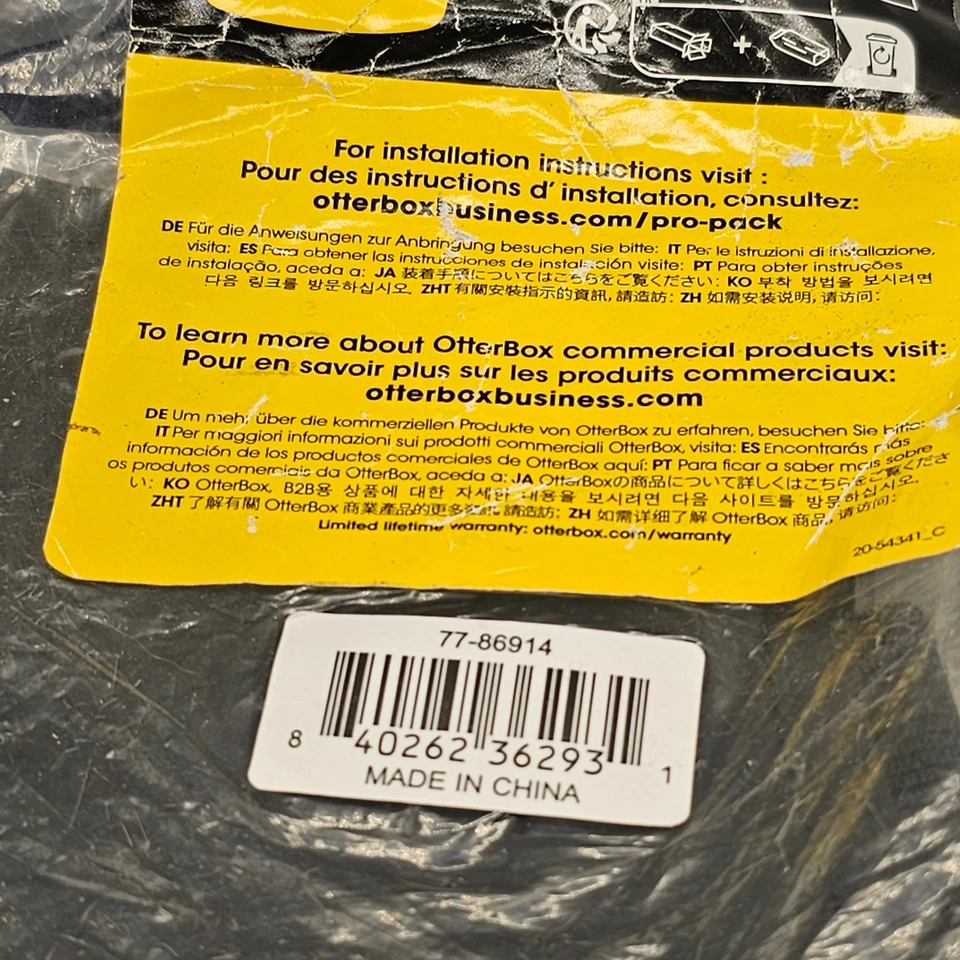 For installation instructions visit :
Pour des instructions d' installation, consultez:
otterboxbusiness.com/pro-pack
DE Für die Anweisungen zur Anbringung besuchen Sie bitte: IT Per le istruzioni di installazione,
visita: ES Para obtener las instrucciones de instalación visite: PT Para obter instruções
de instalação, aceda a: JA 装着手順についてはこちらをご覧ください: KO 부착 방법을 보시려면
다음 링크를 방문하십시오. ZHT 有關安裝指示的資訊, 請造訪: ZH 如需安装说明, 请访问:
To learn more about OtterBox commercial products visit:
Pour en savoir plus sur les produits commerciaux:
otterboxbusiness.com
DE Um mehr über die kommerziellen Produkte von OtterBox zu erfahren, besuchen Sie bitte:
IT Per maggiori informazioni sui prodotti commerciali OtterBox, visita: ES Encontrarás más
información de los productos comerciales de OtterBox aquí: PT Para ficar a saber mais sobre
os produtos comerciais da OtterBox, aceda a: JA OtterBoxの商品について詳しくはこちらをご覧くださ
い: KO OtterBox, B2B용 상품에 대한 자세한 내용을 보시려면 다음 사이트를 방문하십시오.
ZHT 了解有關 OtterBox 商業產品的更多資訊, 請造訪: ZH 如需详细了解 OtterBox 商品, 请访问:
Limited lifetime warranty: otterbox.com/warranty
20-54341_C
77-86914
8 40262 36293 1
MADE IN CHINA